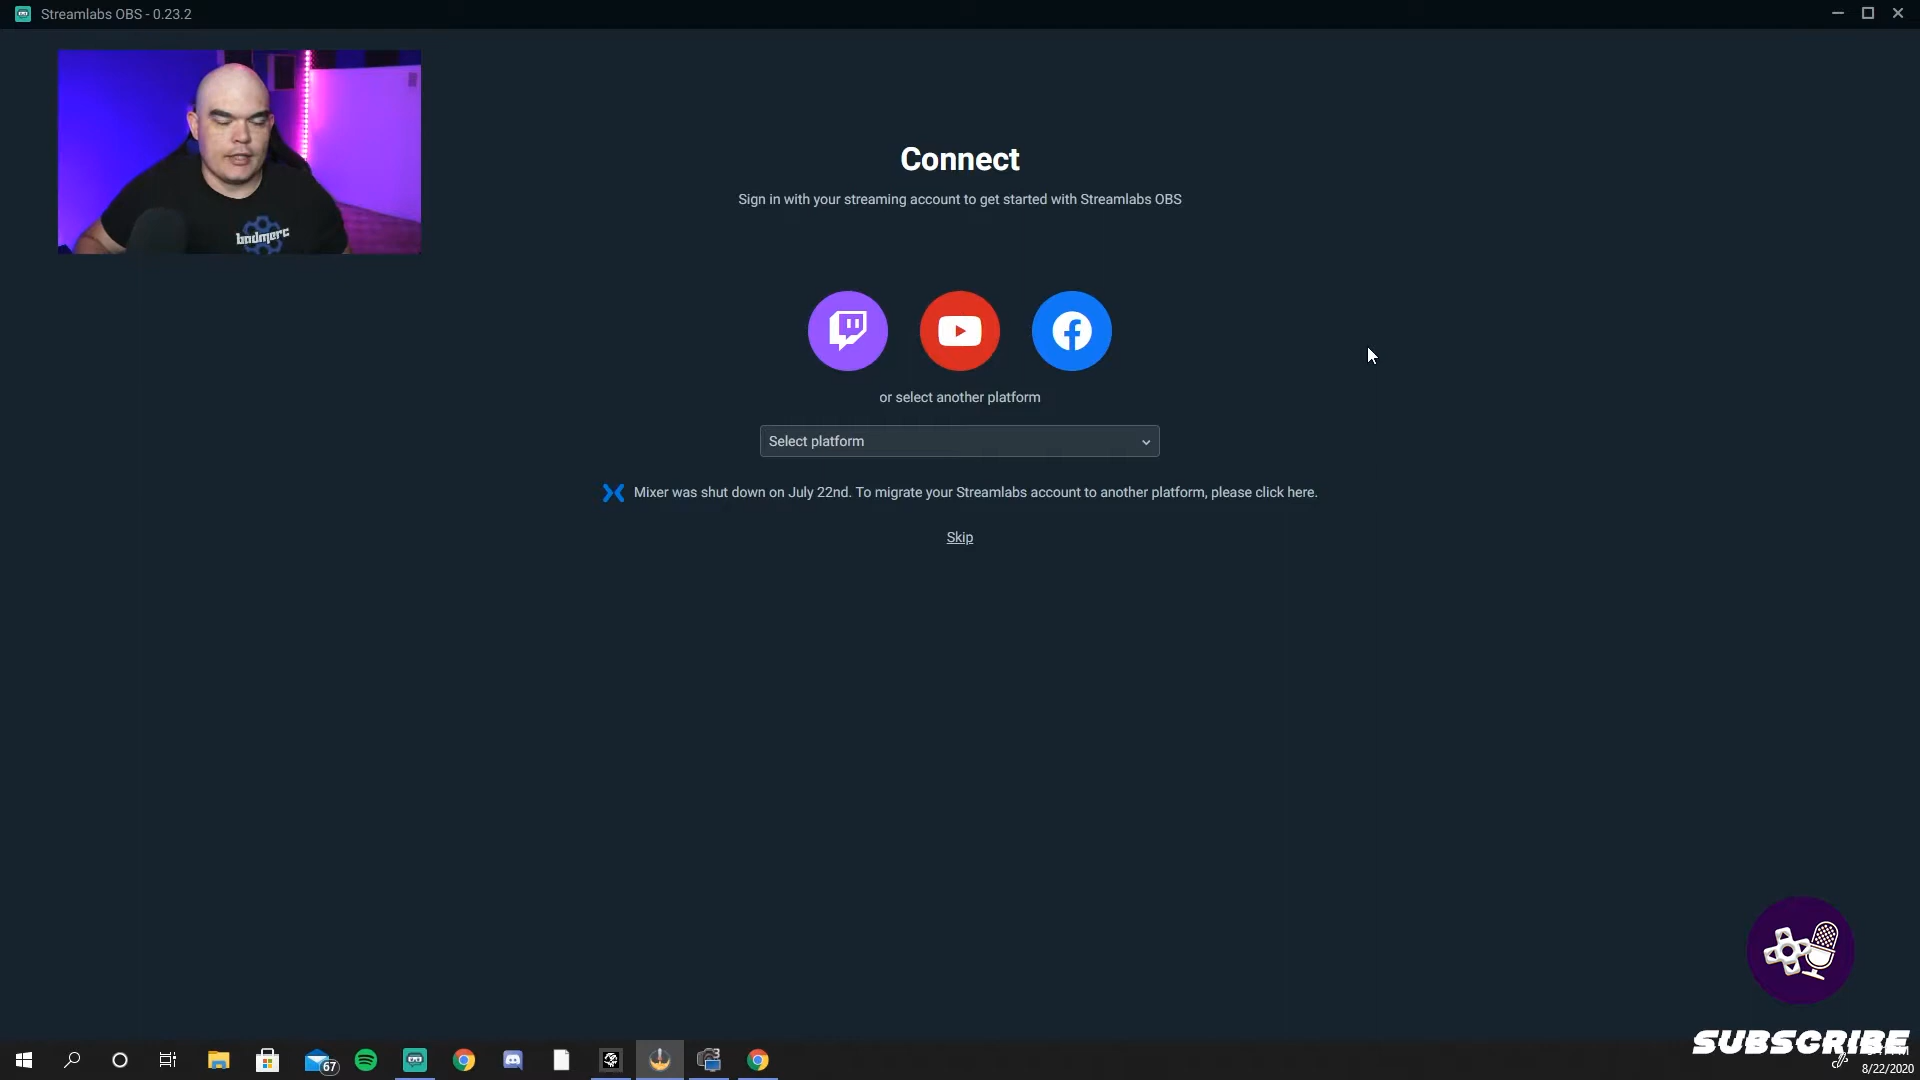 Streamlabs OBS - 0.23.2
badmerc
Connect
Sign in with your streaming account to get started with Streamlabs OBS
or select another platform
Select platform
Mixer was shut down on July 22nd. To migrate your Streamlabs account to another platform, please click here.
Skip
SUBSCRIBE
67
8/22/2020